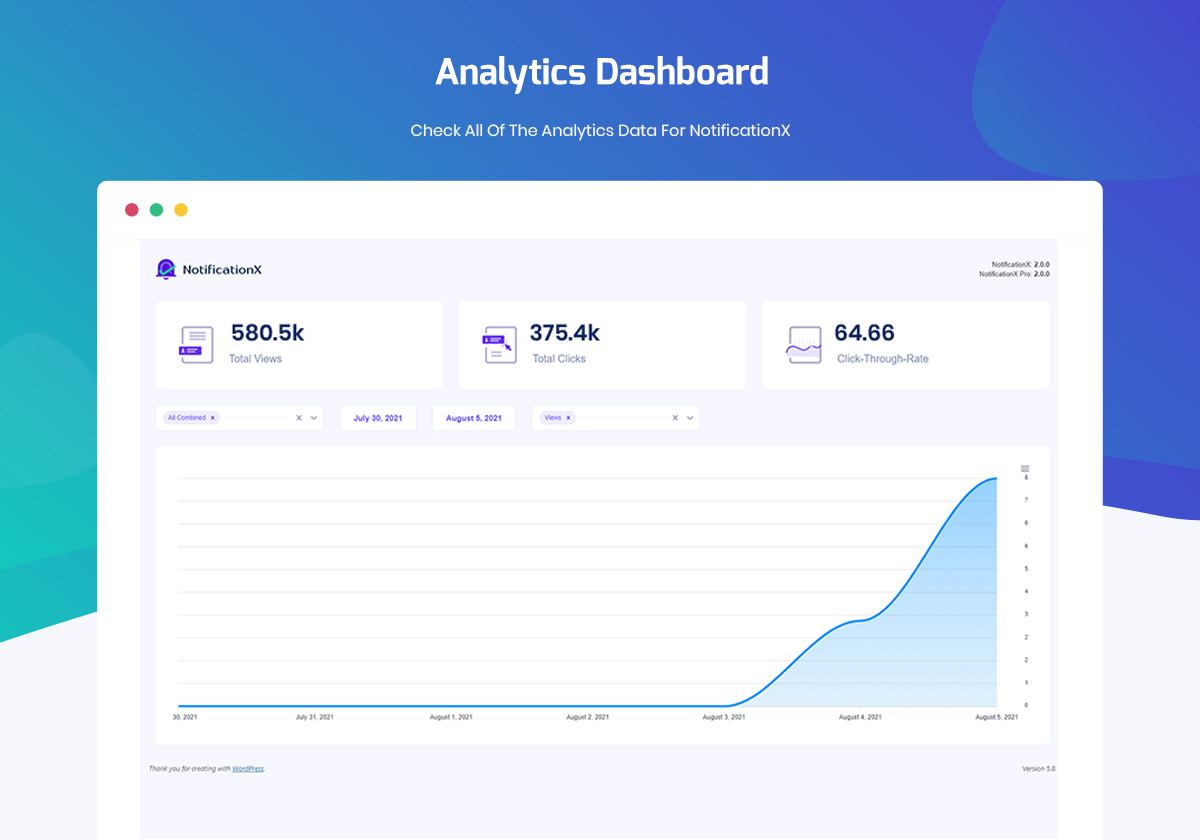 Analytics Dashboard
Check All Of The Analytics Data For NotificationX
NotificationX
NotificationX: 2.0.0
NotificationX Pro: 2.0.0
580.5k
Total Views
375.4k
Total Clicks
64.66
Click-Through-Rate
All Combined ×
July 30, 2021
August 5, 2021
Views ×
8
7
6
6
5
4
3
2
2
1
0
30, 2021
July 31, 2021
August 1, 2021
August 2, 2021
August 3, 2021
August 4, 2021
August 5, 2021
Thank you for creating with WordPress.
Version 5.8